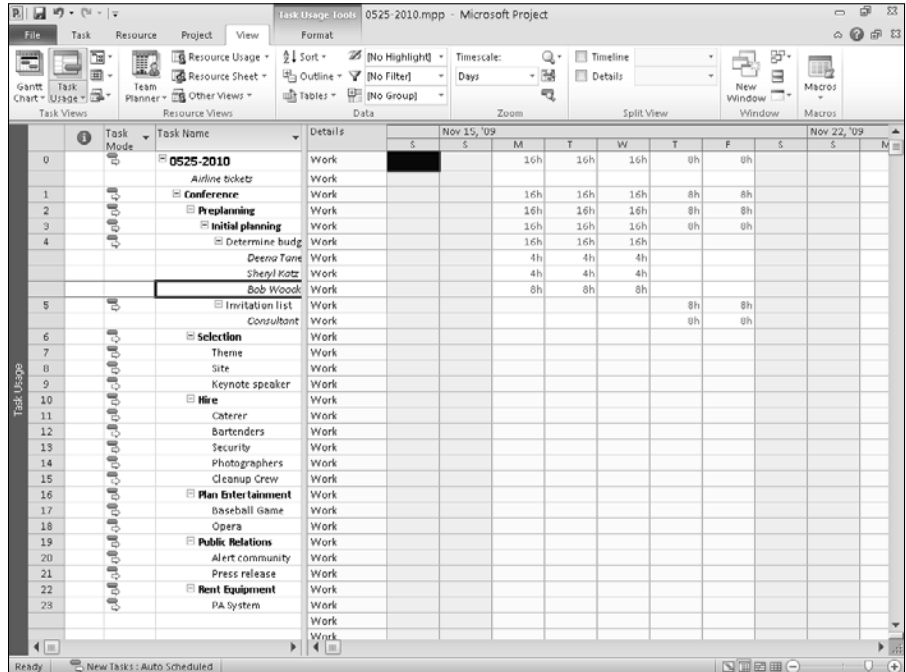 Task Usage Tools 0525-2010.mpp - Microsoft Project
File Task Resource Project View Format
Gantt Chart Task Usage Team Planner Resource Usage Resource Sheet Other Views Sort Outline Tables [No Highlight] [No Filter] [No Group] Timescale: Days Timeline Details New Window Macros
Task Views Resource Views Data Zoom Split View Window Macros
Task Mode Task Name Details Nov 15, '09 Nov 22, '09
S S M T W T F S S M
0 0525-2010 Work 16h 16h 16h 8h 8h
Airline tickets Work
1 Conference Work 16h 16h 16h 8h 8h
2 Preplanning Work 16h 16h 16h 8h 8h
3 Initial planning Work 16h 16h 16h 8h 8h
4 Determine budg Work 16h 16h 16h
Deena Tane Work 4h 4h 4h
Sheryl Katz Work 4h 4h 4h
Bob Woock Work 8h 8h 8h
5 Invitation list Work 8h 8h
Consultant Work 8h 8h
6 Selection Work
7 Theme Work
8 Site Work
9 Keynote speaker Work
10 Hire Work
11 Caterer Work
12 Bartenders Work
13 Security Work
14 Photographers Work
15 Cleanup Crew Work
16 Plan Entertainment Work
17 Baseball Game Work
18 Opera Work
19 Public Relations Work
20 Alert community Work
21 Press release Work
22 Rent Equipment Work
23 PA System Work
Work
Work
Task Usage
Ready New Tasks : Auto Scheduled